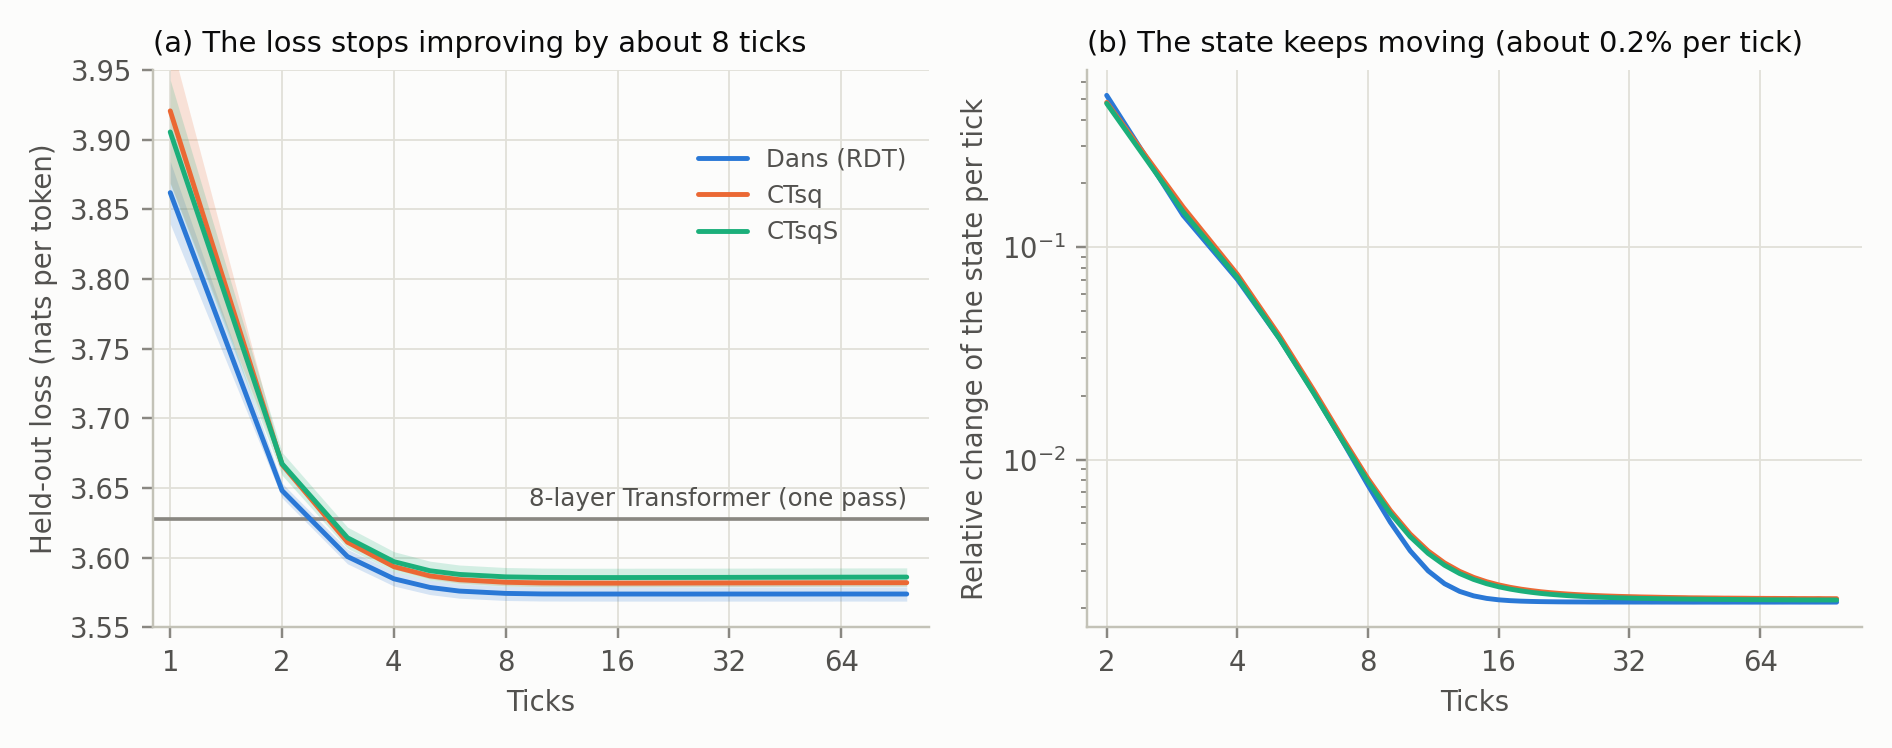 (a) The loss stops improving by about 8 ticks
3.95
3.90
3.85
3.80
3.75
3.70
3.65
3.60
3.55
Held-out loss (nats per token)
Dans (RDT)
CTsq
CTsqS
8-layer Transformer (one pass)
1 2 4 8 16 32 64
Ticks
(b) The state keeps moving (about 0.2% per tick)
Relative change of the state per tick
10⁻¹
10⁻²
2 4 8 16 32 64
Ticks